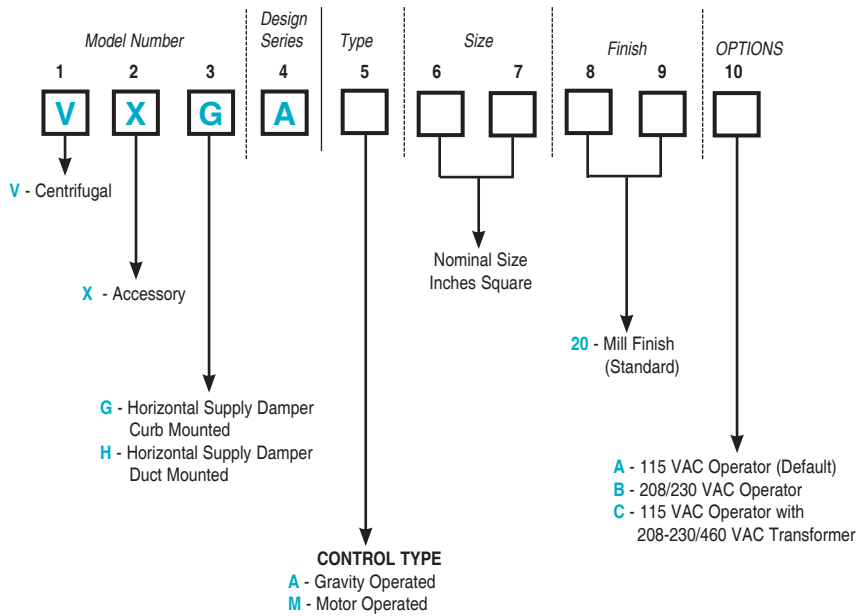 Model Number
Design
Series
Type
Size
Finish
OPTIONS
1 2 3 4 5 6 7 8 9 10
V X G A
V - Centrifugal
X - Accessory
G - Horizontal Supply Damper
Curb Mounted
H - Horizontal Supply Damper
Duct Mounted
CONTROL TYPE
A - Gravity Operated
M - Motor Operated
Nominal Size
Inches Square
20 - Mill Finish
(Standard)
A - 115 VAC Operator (Default)
B - 208/230 VAC Operator
C - 115 VAC Operator with
208-230/460 VAC Transformer